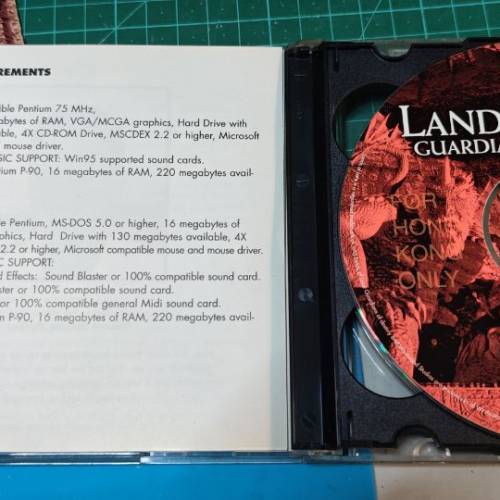 REMENTS
ible Pentium 75 MHz,
bytes of RAM, VGA/MCGA graphics, Hard Drive with
ble, 4X CD-ROM Drive, MSCDEX 2.2 or higher, Microsoft
mouse driver.
SIC SUPPORT: Win95 supported sound cards.
ium P-90, 16 megabytes of RAM, 220 megabytes avail-
le Pentium, MS-DOS 5.0 or higher, 16 megabytes of
phics, Hard Drive with 130 megabytes available, 4X
2.2 or higher, Microsoft compatible mouse and mouse driver.
C SUPPORT:
d Effects: Sound Blaster or 100% compatible sound card.
ster or 100% compatible sound card.
or 100% compatible general Midi sound card.
m P-90, 16 megabytes of RAM, 220 megabytes avail-
LANDS
GUARDIA
FOR
HONG
KONG
ONLY